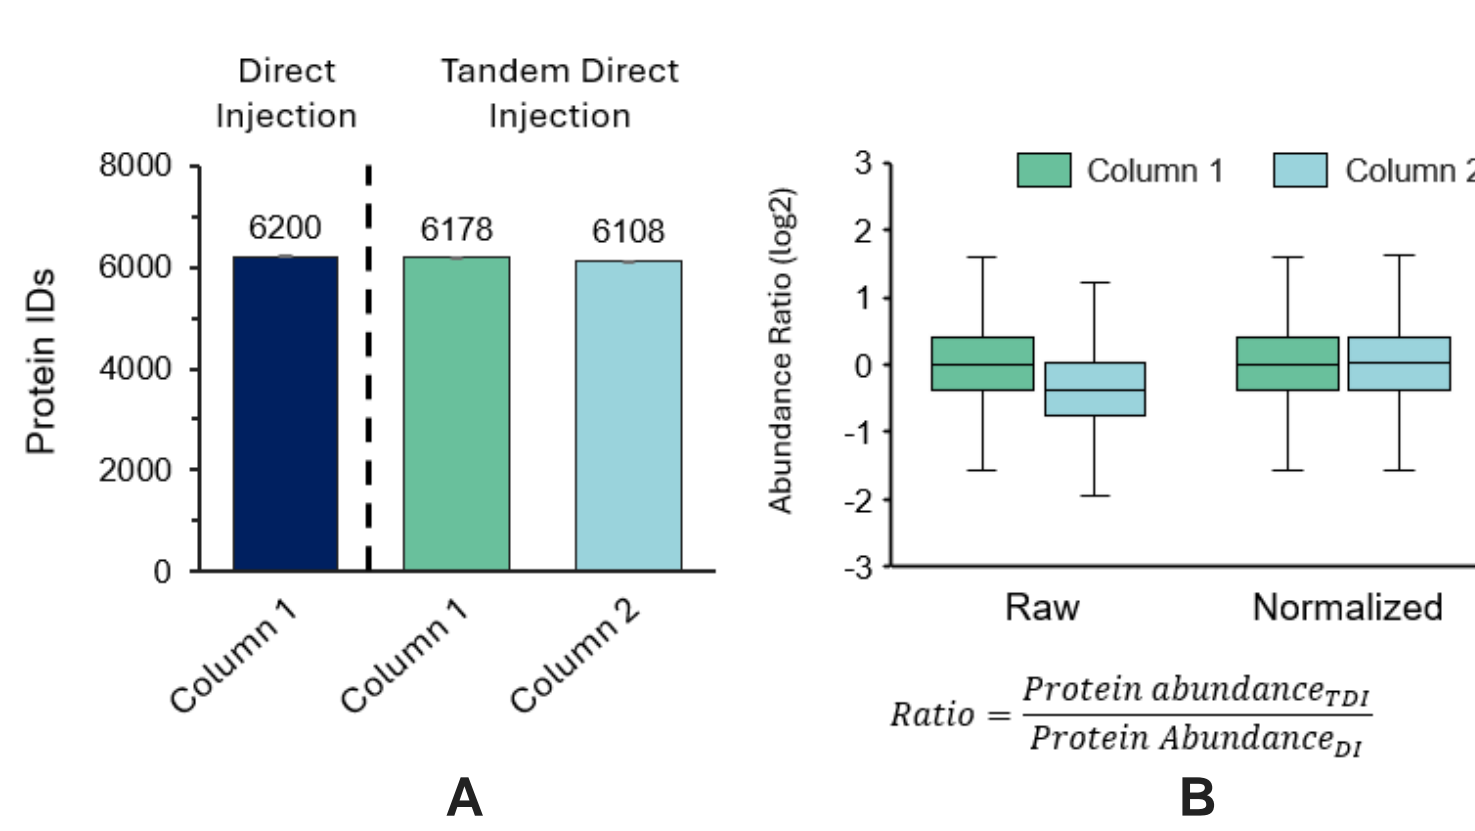 Direct
Injection
Tandem Direct
Injection
8000
6000
4000
2000
0
Protein IDs
6200
6178
6108
Column 1
Column 1
Column 2
A
3
2
1
0
-1
-2
-3
Abundance Ratio (log2)
Column 1
Column 2
Raw
Normalized
Ratio = Protein abundance_TDI / Protein Abundance_DI
B